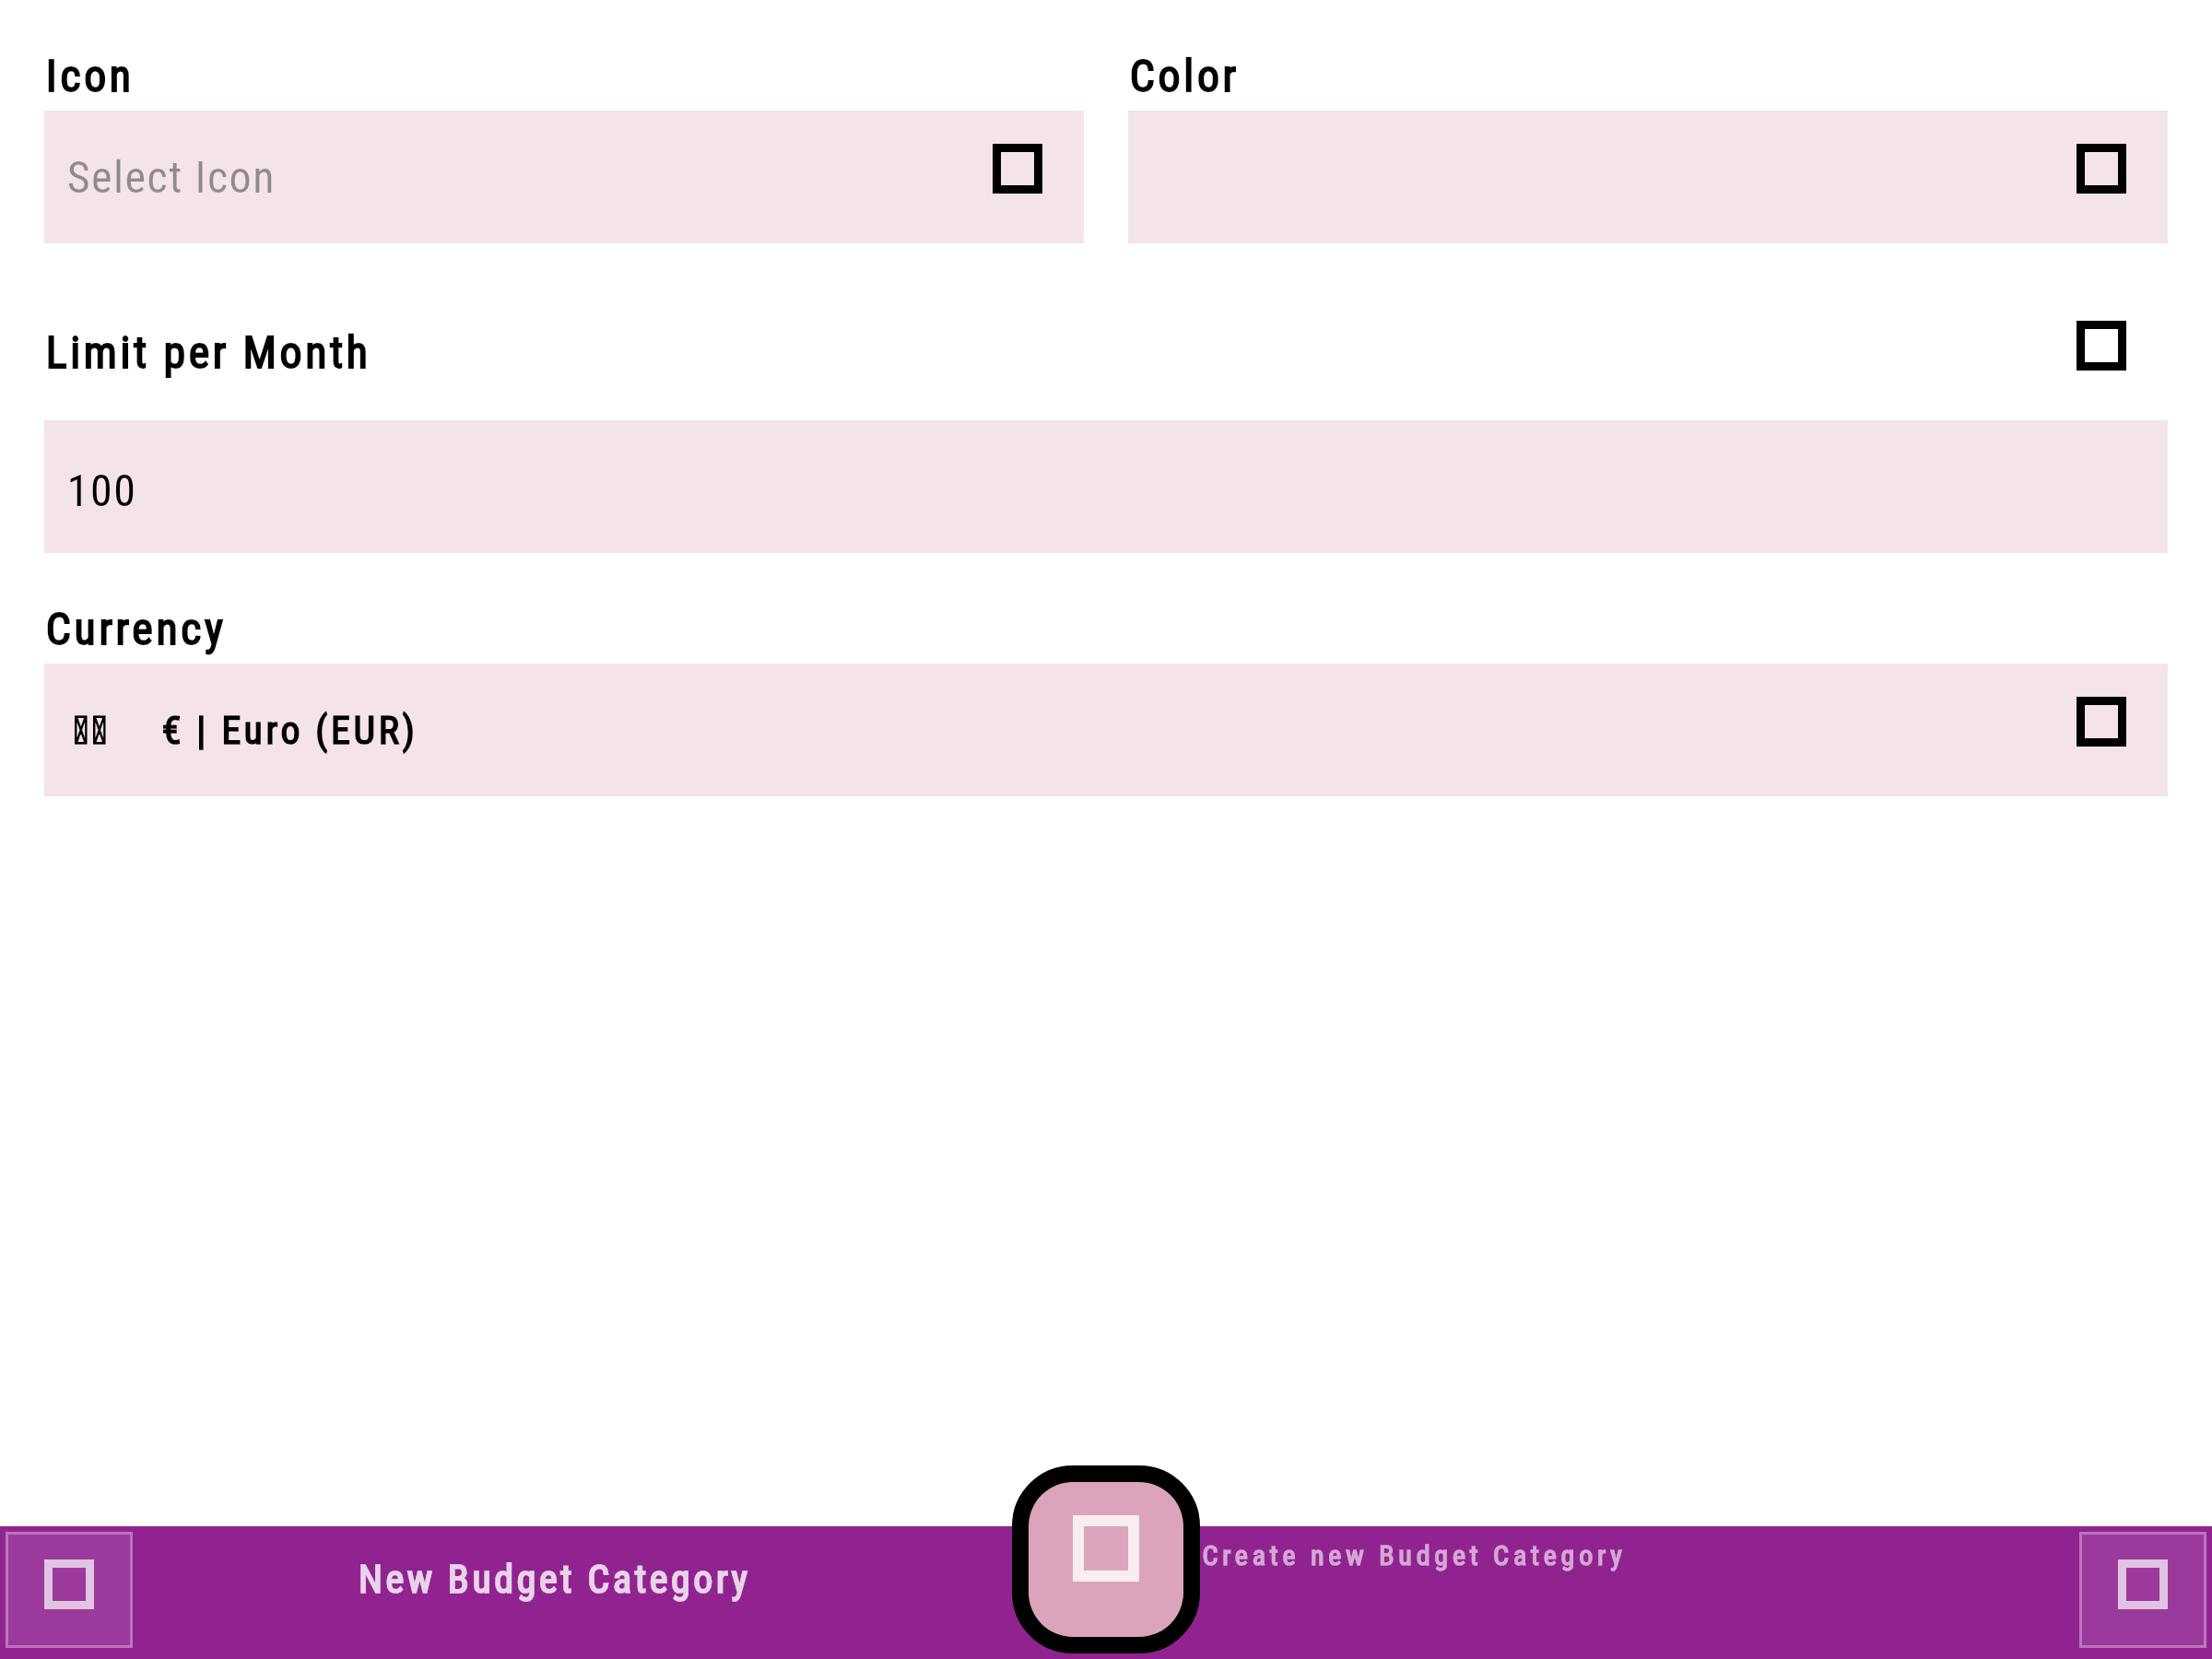 Icon
Color
Select Icon
Limit per Month
100
Currency
€ | Euro (EUR)
New Budget Category
Create new Budget Category